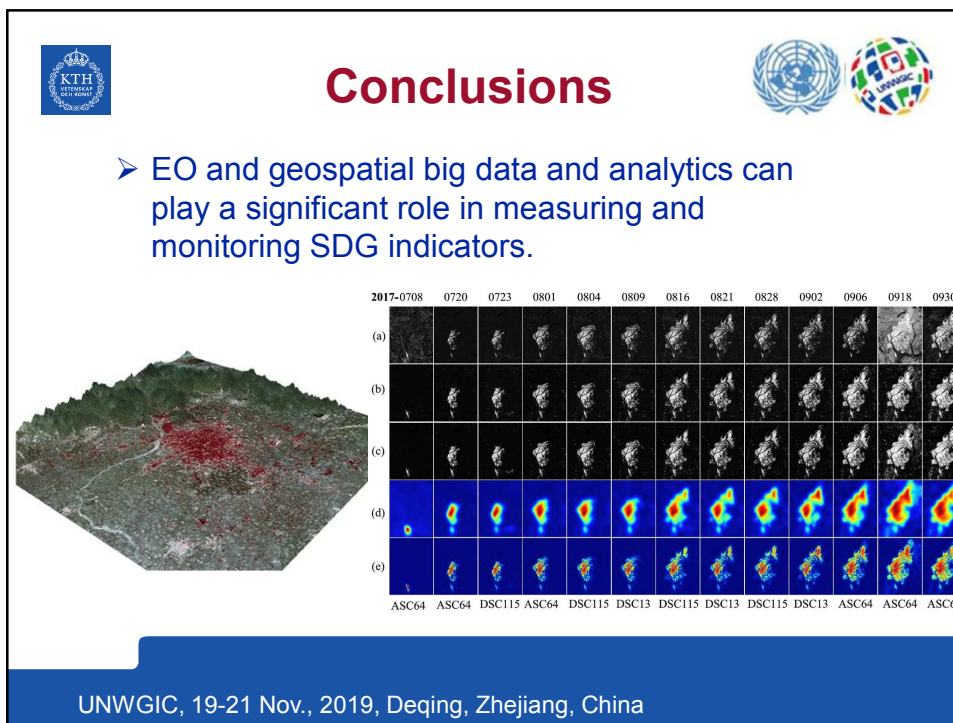 KTH
VETENSKAP
OCH KONST
Conclusions
UNWGIC
➤ EO and geospatial big data and analytics can
play a significant role in measuring and
monitoring SDG indicators.
2017-0708 0720 0723 0801 0804 0809 0816 0821 0828 0902 0906 0918 0930
(a)
(b)
(c)
(d)
(e)
ASC64 ASC64 DSC115 ASC64 DSC115 DSC13 DSC115 DSC13 DSC115 DSC13 ASC64 ASC64 ASC6
UNWGIC, 19-21 Nov., 2019, Deqing, Zhejiang, China